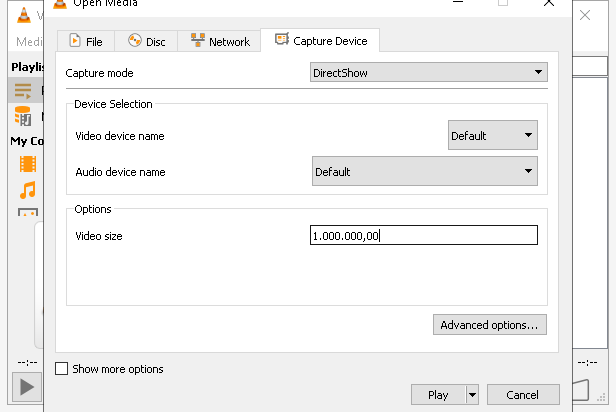 Open Media
V
Medi
File
Disc
Network
Capture Device
Playlis
Capture mode
DirectShow
Device Selection
Video device name
Default
My Co
Audio device name
Default
Options
Video size
1.000.000,00
Advanced options...
--:--
--:--
Show more options
Play
Cancel